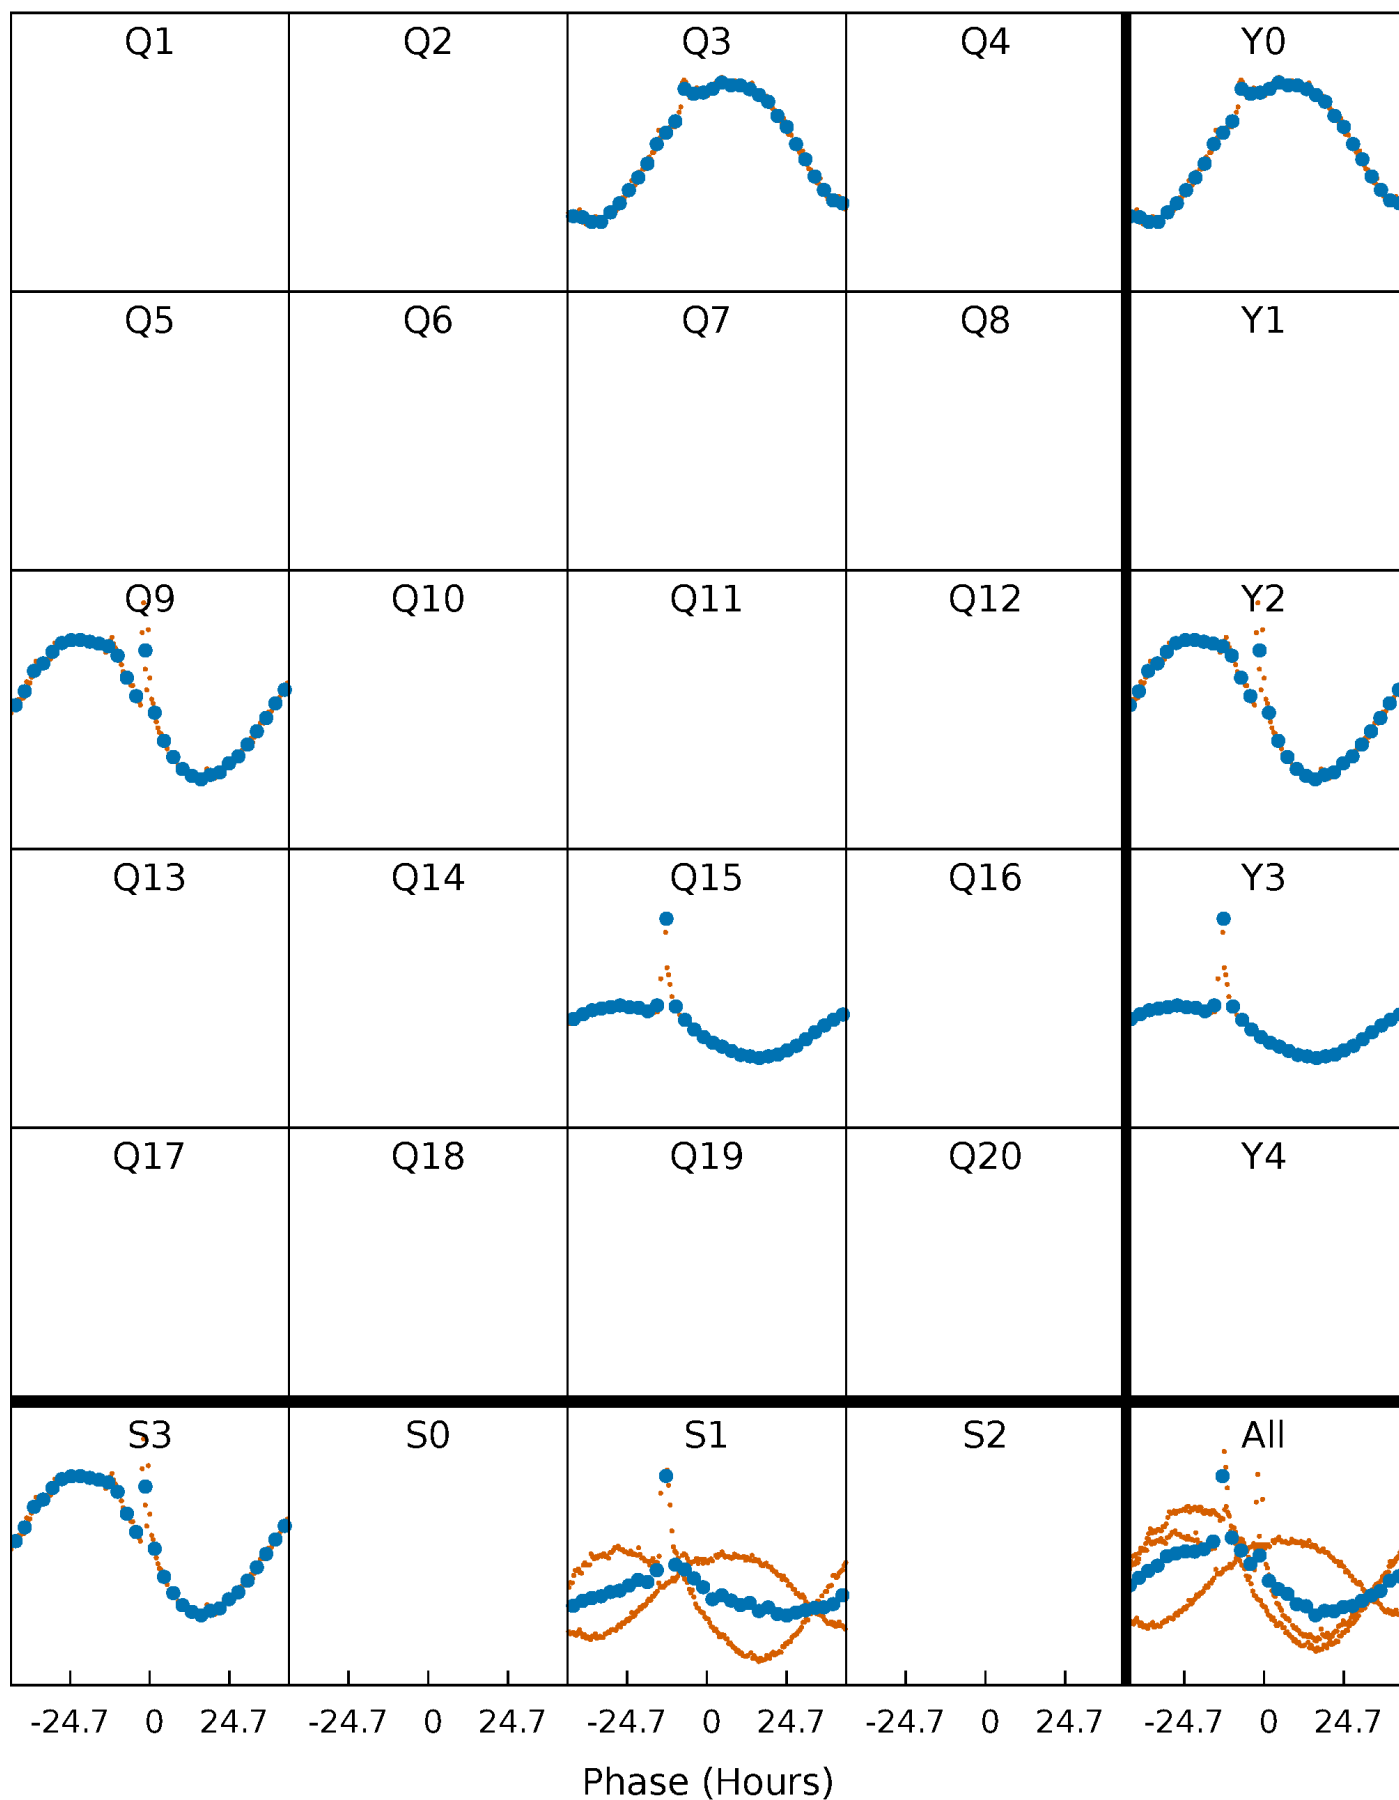 Q1 Q2 Q3 Q4 Y0
Q5 Q6 Q7 Q8 Y1
Q9 Q10 Q11 Q12 Y2
Q13 Q14 Q15 Q16 Y3
Q17 Q18 Q19 Q20 Y4
S3 S0 S1 S2 All
-24.7 0 24.7 -24.7 0 24.7 -24.7 0 24.7 -24.7 0 24.7 -24.7 0 24.7
Phase (Hours)